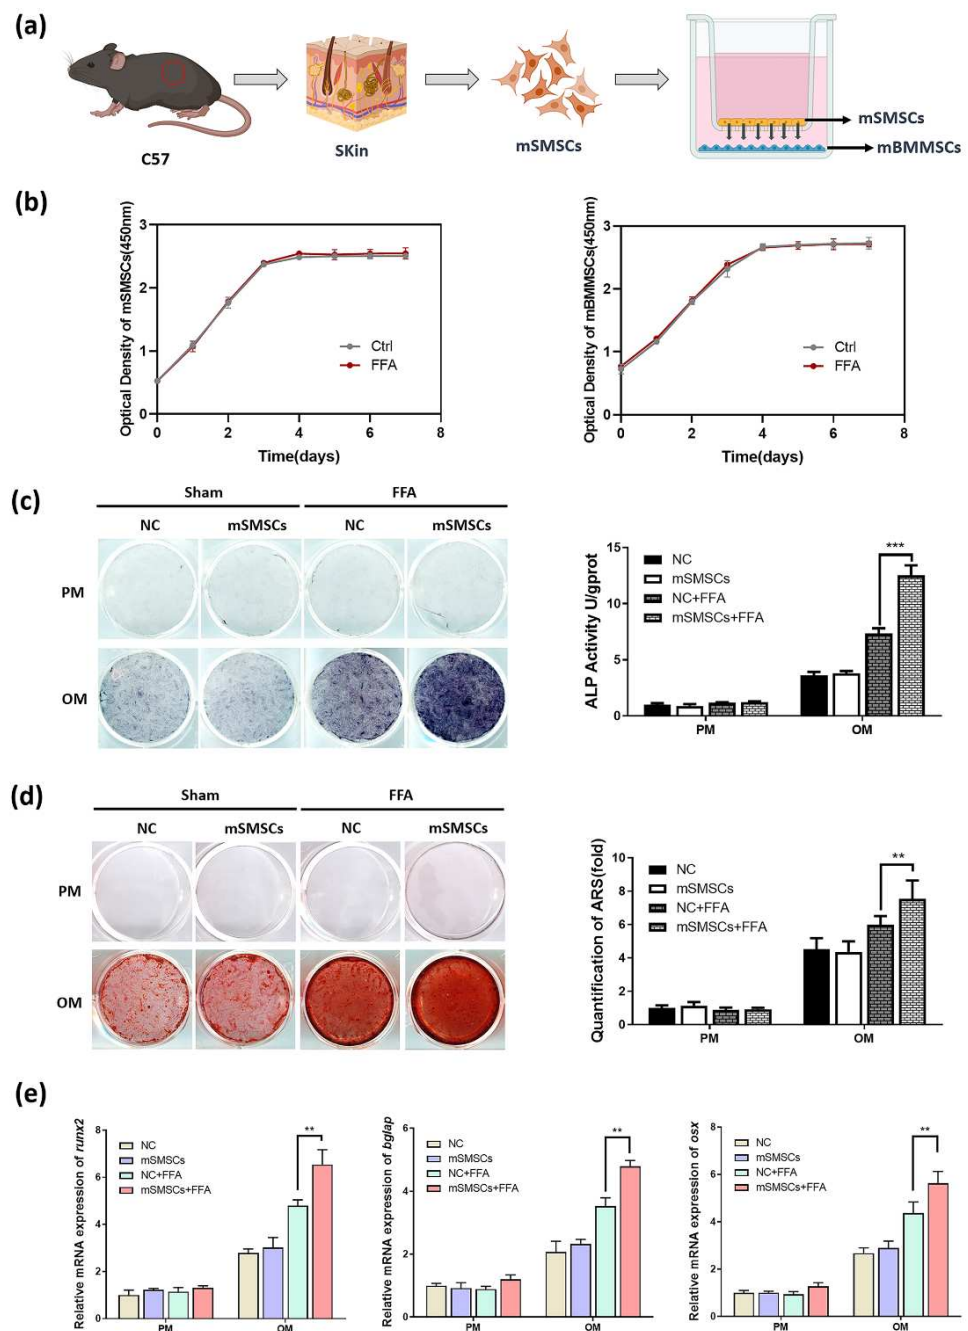 (a)
C57
SKin
mSMSCs
mSMSCs
mBMMSCs
(b)
Optical Density of mSMSCs(450nm)
3
2
1
0
0 2 4 6 8
Time(days)
Ctrl
FFA
Optical Density of mBMMSCs(450nm)
3
2
1
0
0 2 4 6 8
Time(days)
Ctrl
FFA
(c)
Sham FFA
NC mSMSCs NC mSMSCs
PM
OM
ALP Activity U/gprot
15
10
5
0
NC
mSMSCs
NC+FFA
mSMSCs+FFA
***
PM OM
(d)
Sham FFA
NC mSMSCs NC mSMSCs
PM
OM
Quantification of ARS(fold)
10
8
6
4
2
0
NC
mSMSCs
NC+FFA
mSMSCs+FFA
**
PM OM
(e)
Relative mRNA expression of runx2
8
6
4
2
0
NC
mSMSCs
NC+FFA
mSMSCs+FFA
**
PM OM
Relative mRNA expression of bglap
6
4
2
0
NC
mSMSCs
NC+FFA
mSMSCs+FFA
**
PM OM
Relative mRNA expression of osx
8
6
4
2
0
NC
mSMSCs
NC+FFA
mSMSCs+FFA
**
PM OM